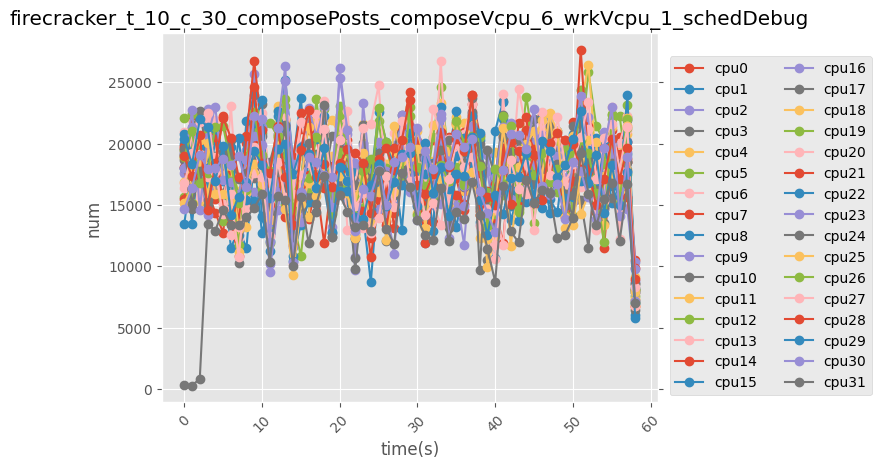 firecracker_t_10_c_30_composePosts_composeVcpu_6_wrkVcpu_1_schedDebug
num
25000
20000
15000
10000
5000
0
0 10 20 30 40 50 60
time(s)
cpu0 cpu16
cpu1 cpu17
cpu2 cpu18
cpu3 cpu19
cpu4 cpu20
cpu5 cpu21
cpu6 cpu22
cpu7 cpu23
cpu8 cpu24
cpu9 cpu25
cpu10 cpu26
cpu11 cpu27
cpu12 cpu28
cpu13 cpu29
cpu14 cpu30
cpu15 cpu31